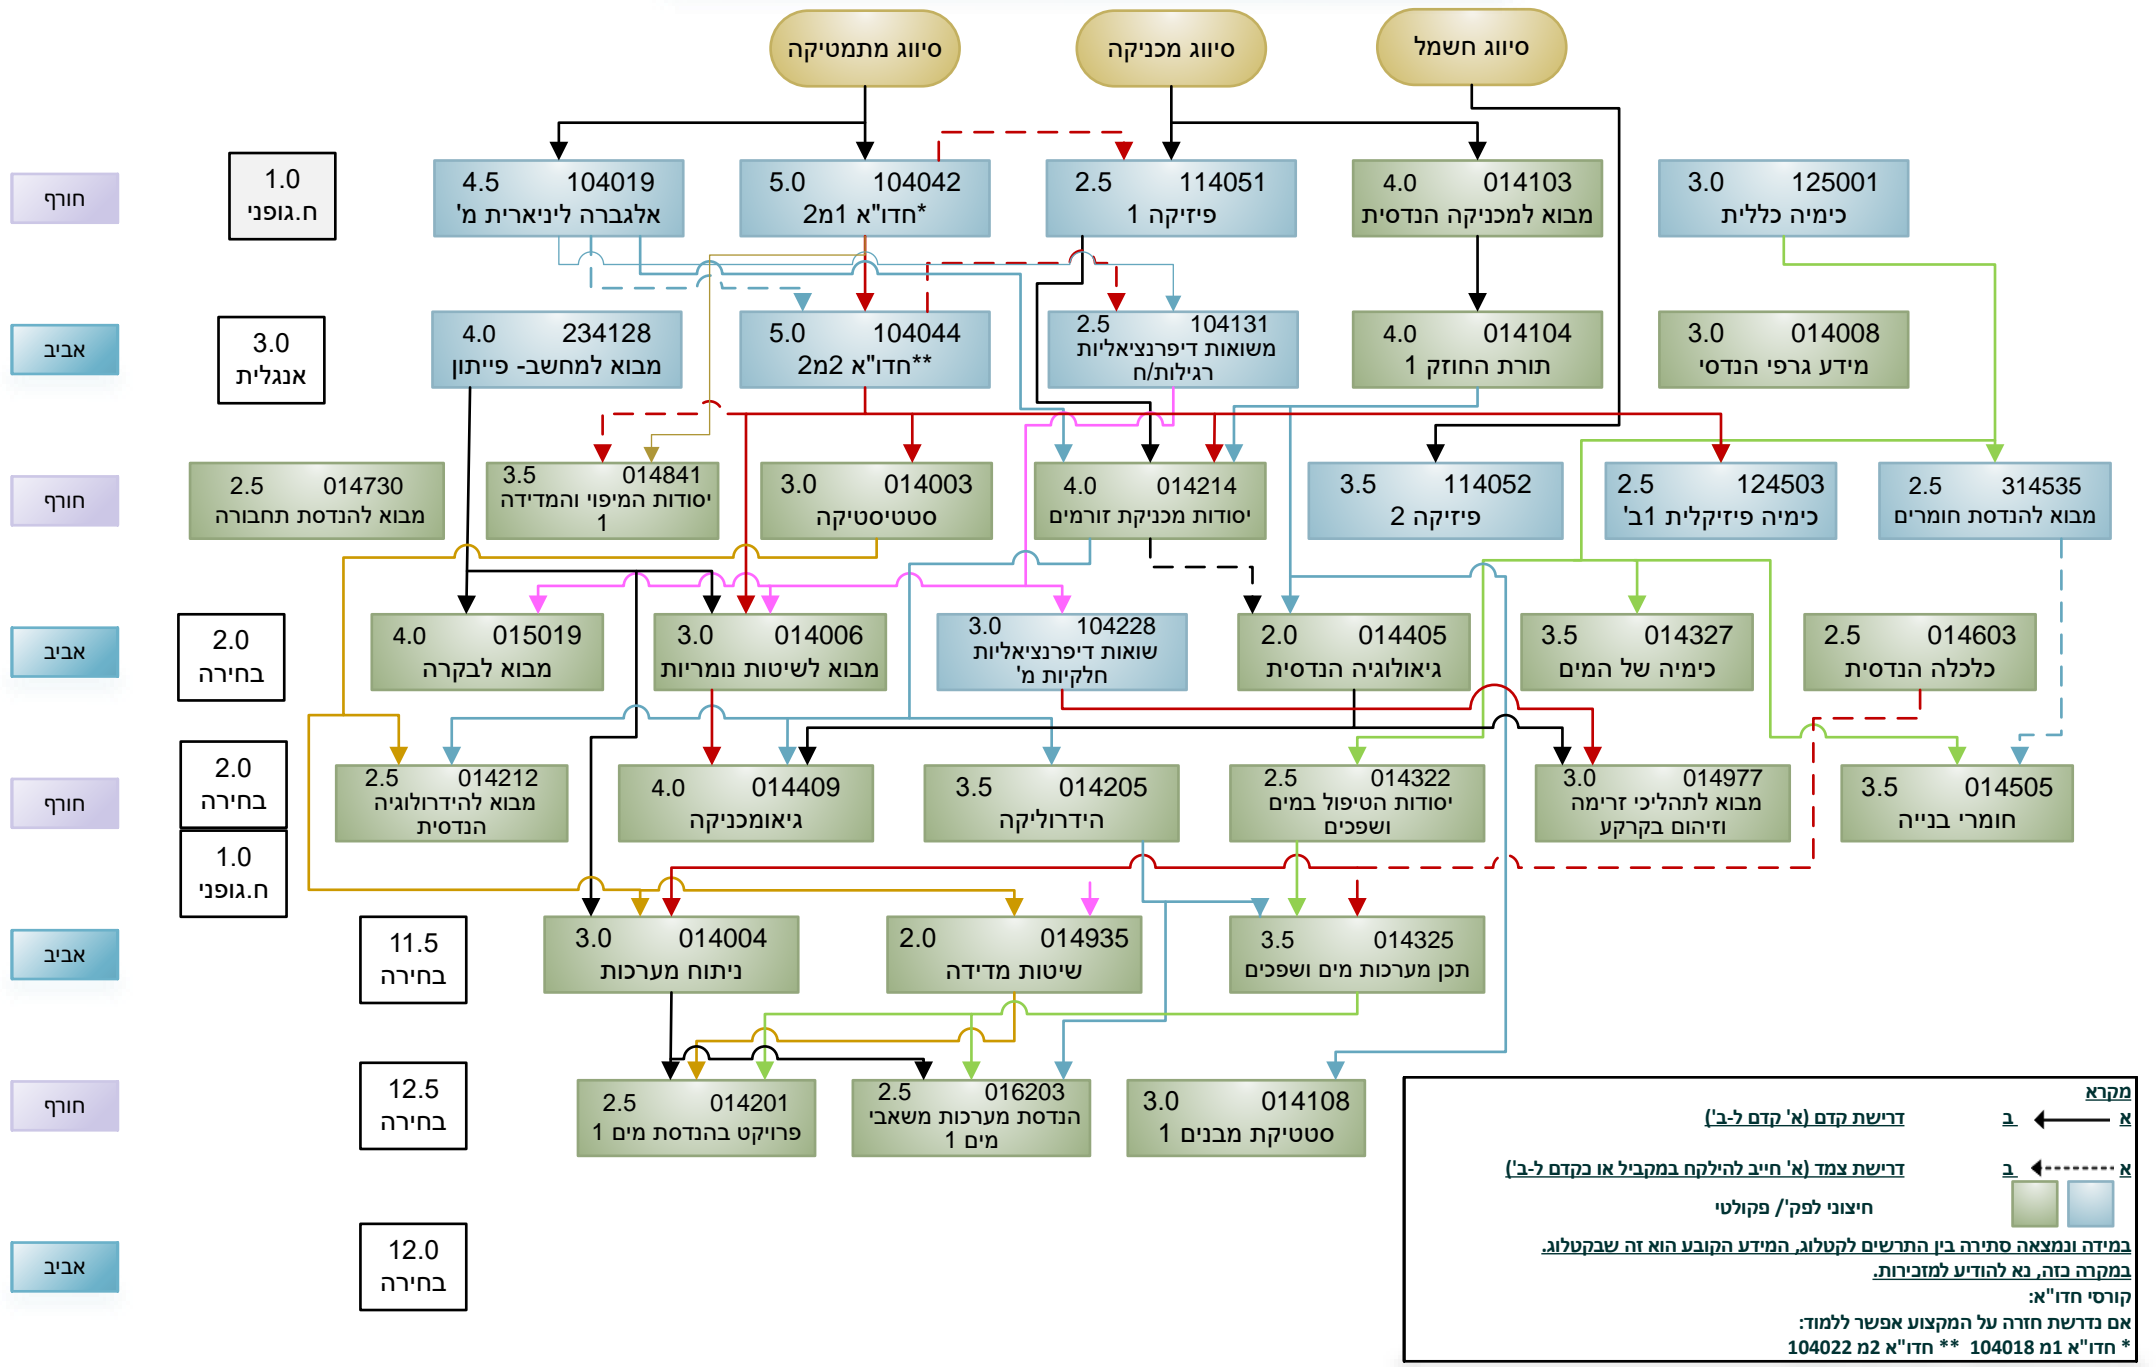 סיווג חשמל
סיווג מכניקה
סיווג מתמטיקה
חורף
1.0
ח.גופני
4.5 104019
אלגברה ליניארית מ'
5.0 104042
*חדו"א 1מ2
2.5 114051
פיזיקה 1
4.0 014103
מבוא למכניקה הנדסית
3.0 125001
כימיה כללית
אביב
3.0
אנגלית
4.0 234128
מבוא למחשב- פייתון
5.0 104044
**חדו"א 2מ2
2.5 104131
משואות דיפרנציאליות
רגילות/ח
4.0 014104
תורת החוזק 1
3.0 014008
מידע גרפי הנדסי
חורף
2.5 014730
מבוא להנדסת תחבורה
3.5 014841
יסודות המיפוי והמדידה
1
3.0 014003
סטטיסטיקה
4.0 014214
יסודות מכניקת זורמים
3.5 114052
פיזיקה 2
2.5 124503
כימיה פיזיקלית 1ב'
2.5 314535
מבוא להנדסת חומרים
אביב
2.0
בחירה
4.0 015019
מבוא לבקרה
3.0 014006
מבוא לשיטות נומריות
3.0 104228
שואות דיפרנציאליות
חלקיות מ'
2.0 014405
גיאולוגיה הנדסית
3.5 014327
כימיה של המים
2.5 014603
כלכלה הנדסית
חורף
2.0
בחירה
1.0
ח.גופני
2.5 014212
מבוא להידרולוגיה
הנדסית
4.0 014409
גיאומכניקה
3.5 014205
הידרוליקה
2.5 014322
יסודות הטיפול במים
ושפכים
3.0 014977
מבוא לתהליכי זרימה
וזיהום בקרקע
3.5 014505
חומרי בנייה
אביב
11.5
בחירה
3.0 014004
ניתוח מערכות
2.0 014935
שיטות מדידה
3.5 014325
תכן מערכות מים ושפכים
חורף
12.5
בחירה
2.5 014201
פרויקט בהנדסת מים 1
2.5 016203
הנדסת מערכות משאבי
מים 1
3.0 014108
סטטיקת מבנים 1
אביב
12.0
בחירה
מקרא
א ב דרישת קדם (א' קדם ל-ב')
א ב דרישת צמד (א' חייב להילקח במקביל או כקדם ל-ב')
חיצוני לפק'/ פקולטי
במידה ונמצאה סתירה בין התרשים לקטלוג, המידע הקובע הוא זה שבקטלוג.
במקרה כזה, נא להודיע למזכירות.
קורסי חדו"א:
אם נדרשת חזרה על המקצוע אפשר ללמוד:
* חדו"א 1מ 104018 ** חדו"א 2מ 104022